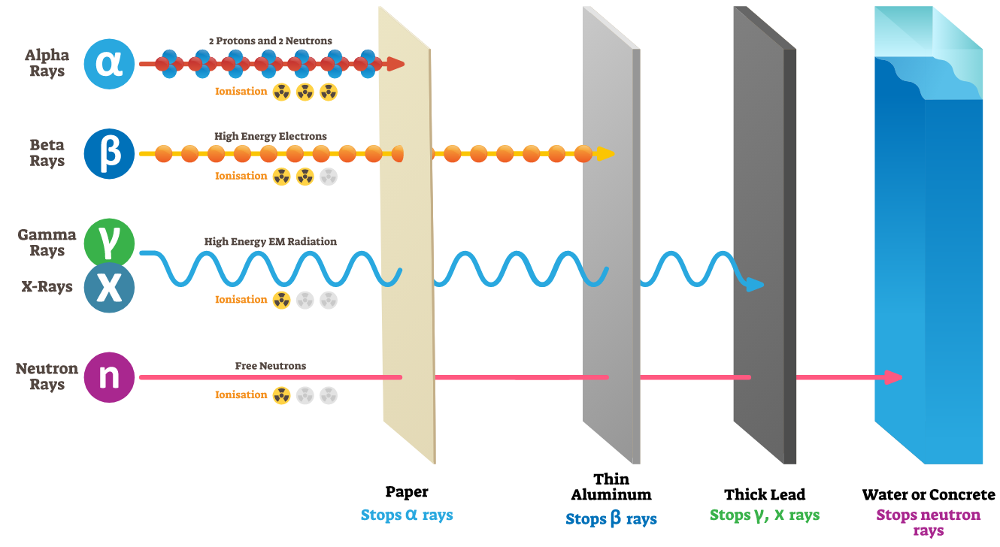 Alpha
Rays
α
2 Protons and 2 Neutrons
Ionisation
Beta
Rays
β
High Energy Electrons
Ionisation
Gamma
Rays
γ
X-Rays
X
High Energy EM Radiation
Ionisation
Neutron
Rays
n
Free Neutrons
Ionisation
Paper
Stops α rays
Thin
Aluminum
Stops β rays
Thick Lead
Stops γ, X rays
Water or Concrete
Stops neutron
rays